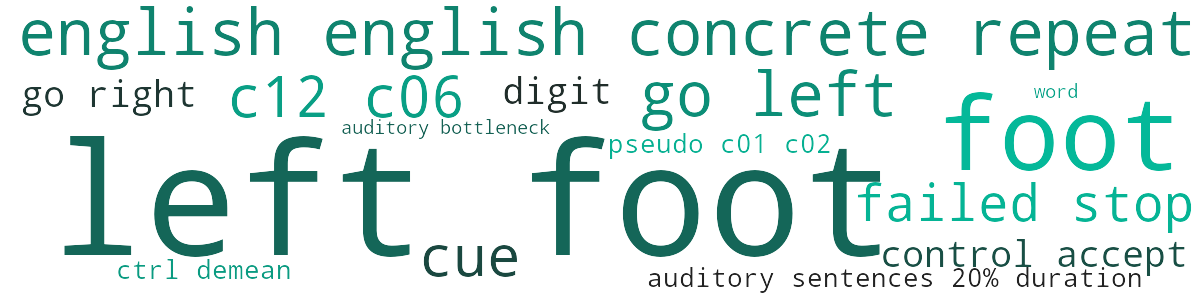 english english concrete repeat
go right c12 c06 digit go left word
foot
auditory bottleneck
pseudo c01 c02
left foot
failed stop
cue control accept
ctrl demean
auditory sentences 20% duration